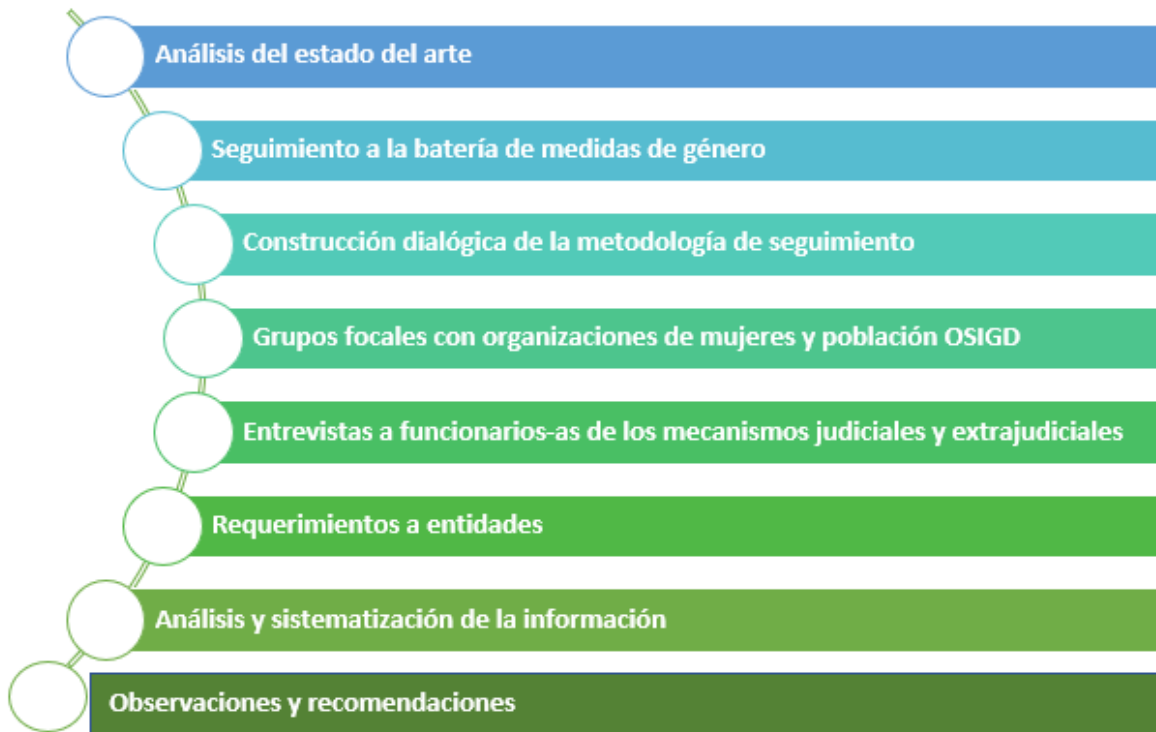 Análisis del estado del arte
Seguimiento a la batería de medidas de género
Construcción dialógica de la metodología de seguimiento
Grupos focales con organizaciones de mujeres y población OSIGD
Entrevistas a funcionarios-as de los mecanismos judiciales y extrajudiciales
Requerimientos a entidades
Análisis y sistematización de la información
Observaciones y recomendaciones